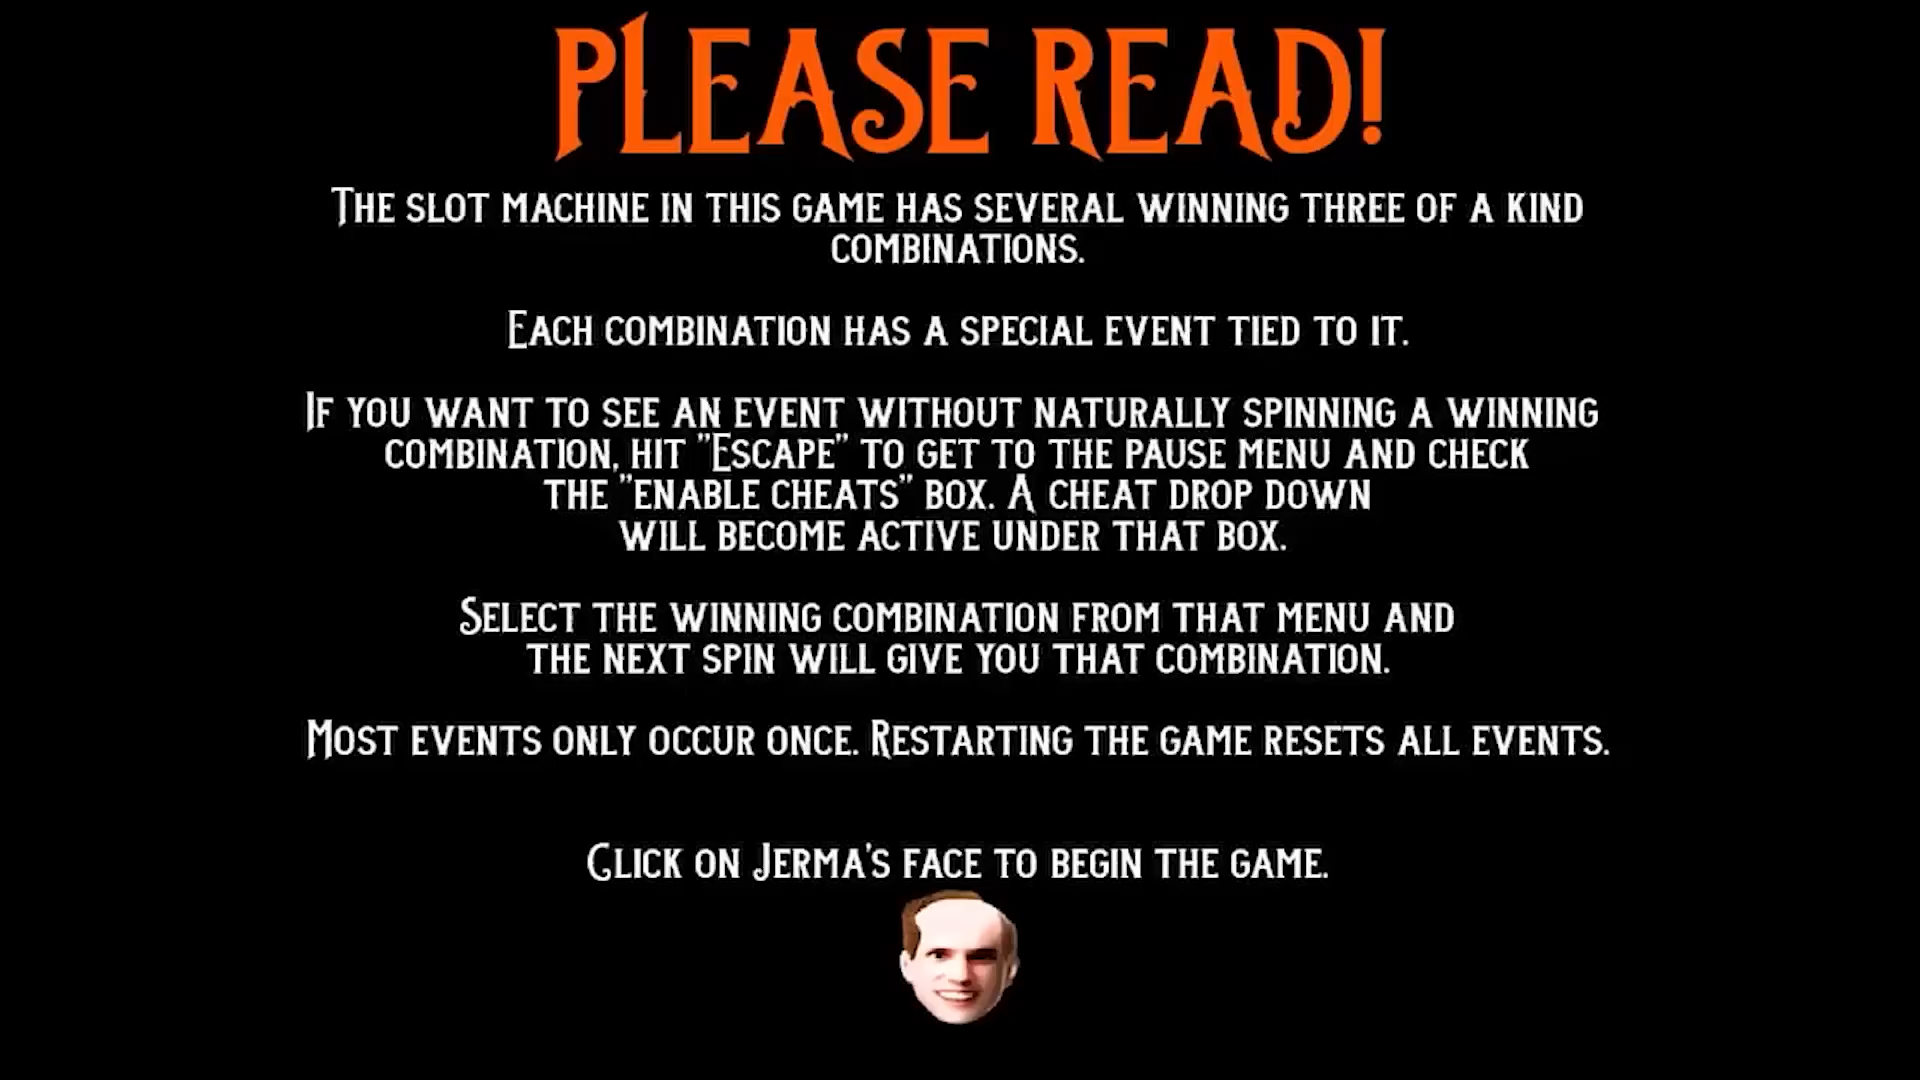 PLEASE READ!
The slot machine in this game has several winning three of a kind
combinations.
Each combination has a special event tied to it.
If you want to see an event without naturally spinning a winning
combination, hit "Escape" to get to the pause menu and check
the "enable cheats" box. A cheat drop down
will become active under that box.
Select the winning combination from that menu and
the next spin will give you that combination.
Most events only occur once. Restarting the game resets all events.
Click on Jerma's face to begin the game.